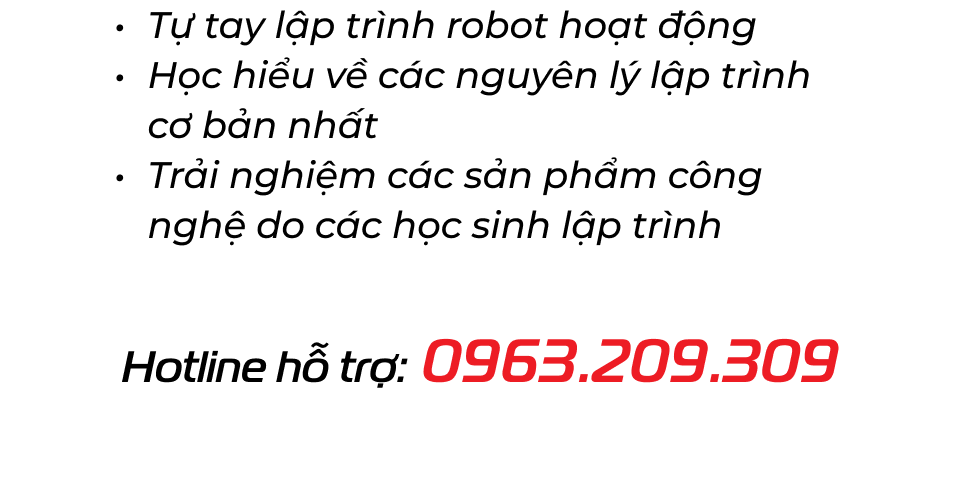 • Tự tay lập trình robot hoạt động
• Học hiểu về các nguyên lý lập trình
cơ bản nhất
• Trải nghiệm các sản phẩm công
nghệ do các học sinh lập trình
Hotline hỗ trợ: 0963.209.309